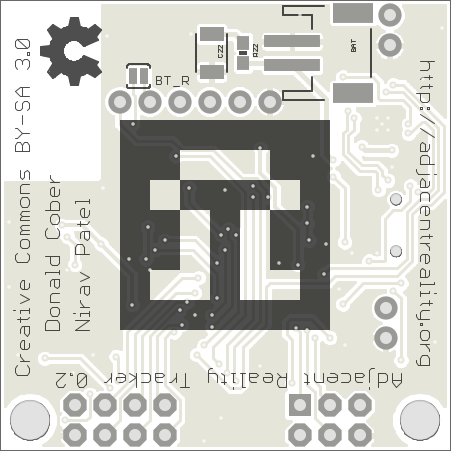 Creative Commons BY-SA 3.0
Donald Cober
Nirav Patel
BT_R
C22
R22
BAT
http://adjacentreality.org
Adjacent Reality Tracker 0.2